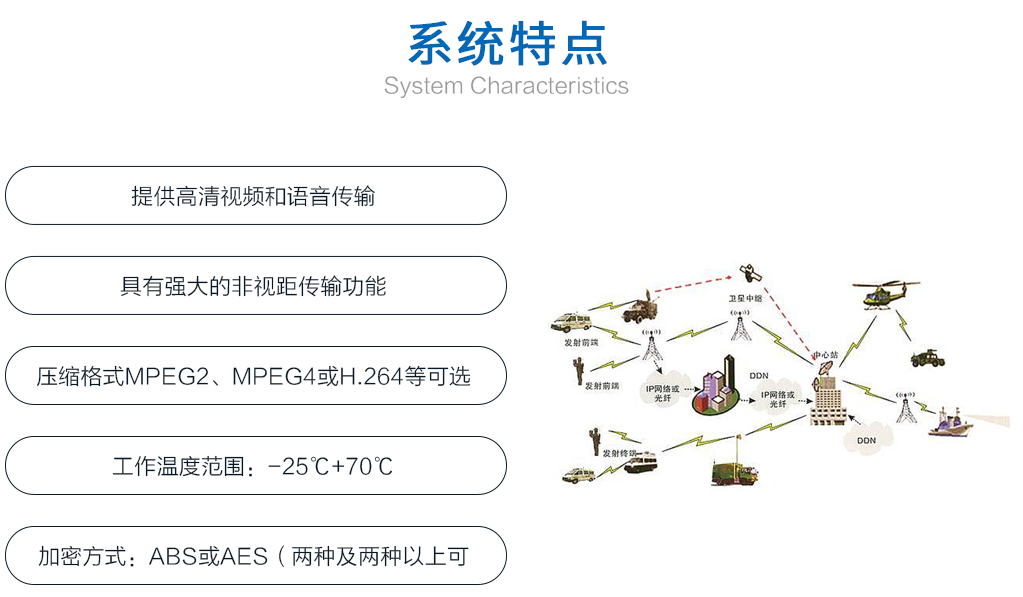 系统特点
System Characteristics
提供高清视频和语音传输
具有强大的非视距传输功能
压缩格式MPEG2、MPEG4或H.264等可选
工作温度范围：-25℃+70℃
加密方式：ABS或AES（两种及两种以上可
卫星中组
发射前端
中心站
发射前端
IP网络或
光纤
DDN
IP网络或
光纤
DDN
发射终端